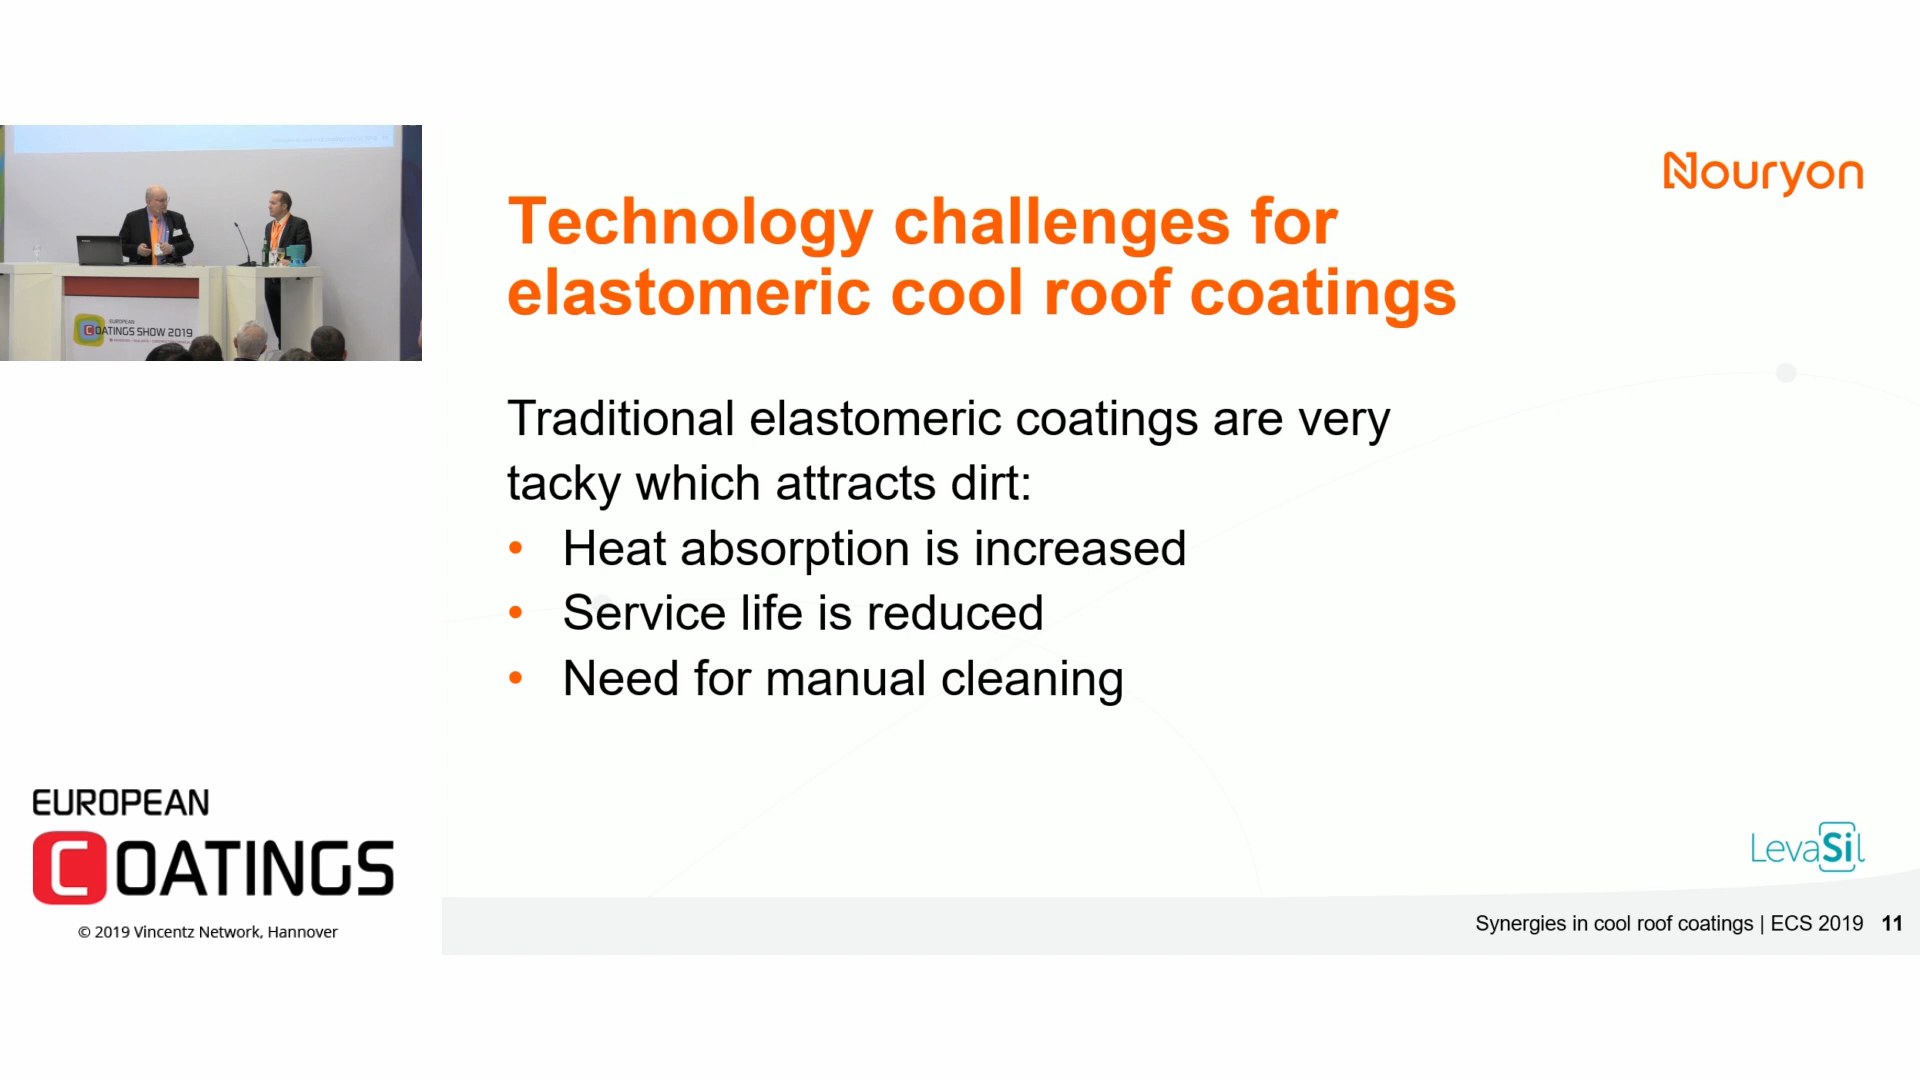 Nouryon
Technology challenges for
elastomeric cool roof coatings
Traditional elastomeric coatings are very
tacky which attracts dirt:
• Heat absorption is increased
• Service life is reduced
• Need for manual cleaning
EUROPEAN
COATINGS SHOW 2019
EUROPEAN
COATINGS
© 2019 Vincentz Network, Hannover
LevaSil
Synergies in cool roof coatings | ECS 2019 11